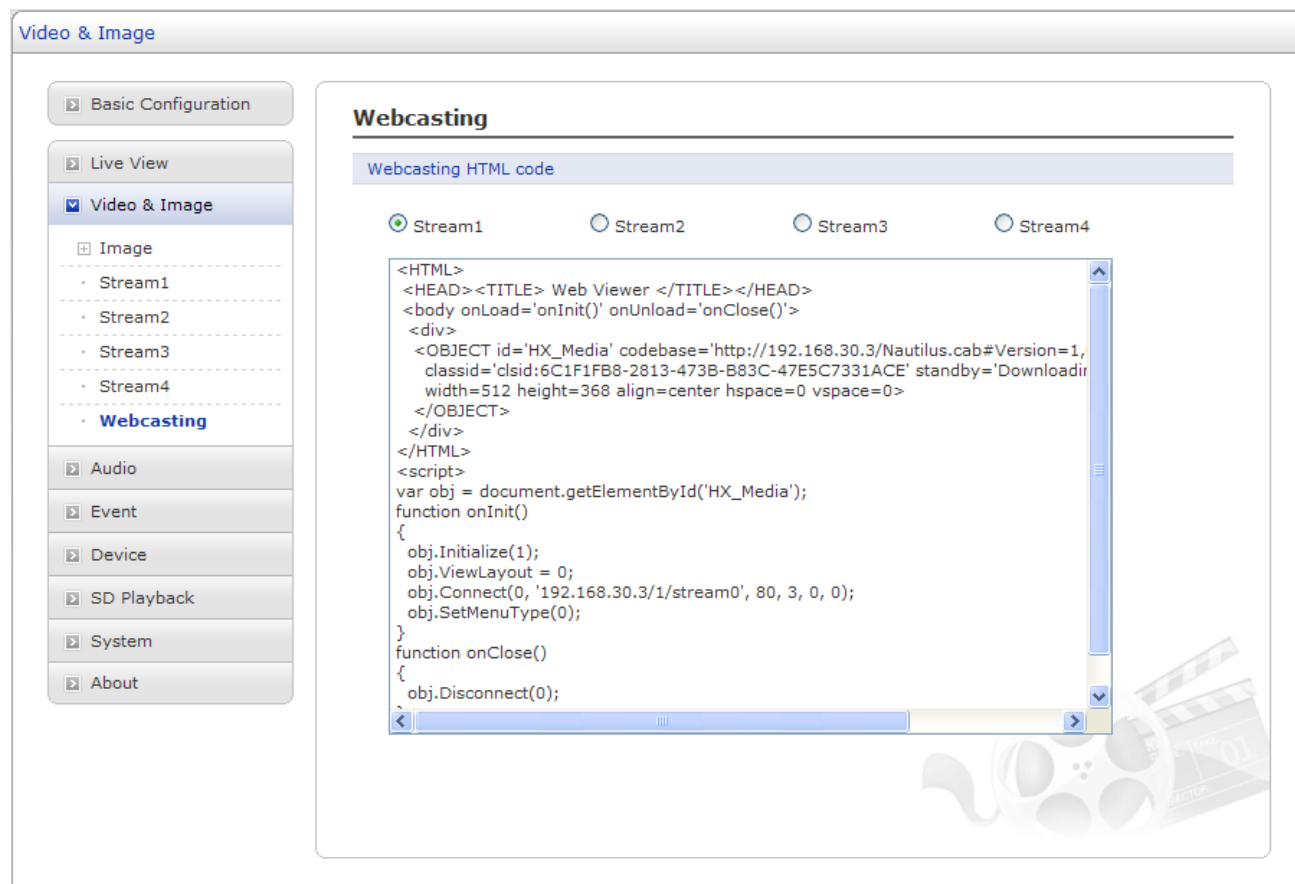 Video & Image
Basic Configuration
Live View
Video & Image
Image
Stream1
Stream2
Stream3
Stream4
Webcasting
Audio
Event
Device
SD Playback
System
About
Webcasting
Webcasting HTML code
Stream1 Stream2 Stream3 Stream4
<HTML>
<HEAD><TITLE> Web Viewer </TITLE></HEAD>
<body onLoad='onInit()' onUnload='onClose()'>
<div>
<OBJECT id='HX_Media' codebase='http://192.168.30.3/Nautilus.cab#Version=1,
classid='clsid:6C1F1FB8-2813-473B-B83C-47E5C7331ACE' standby='Downloadin
width=512 height=368 align=center hspace=0 vspace=0>
</OBJECT>
</div>
</HTML>
<script>
var obj = document.getElementById('HX_Media');
function onInit()
{
obj.Initialize(1);
obj.ViewLayout = 0;
obj.Connect(0, '192.168.30.3/1/stream0', 80, 3, 0, 0);
obj.SetMenuType(0);
}
function onClose()
{
obj.Disconnect(0);
01